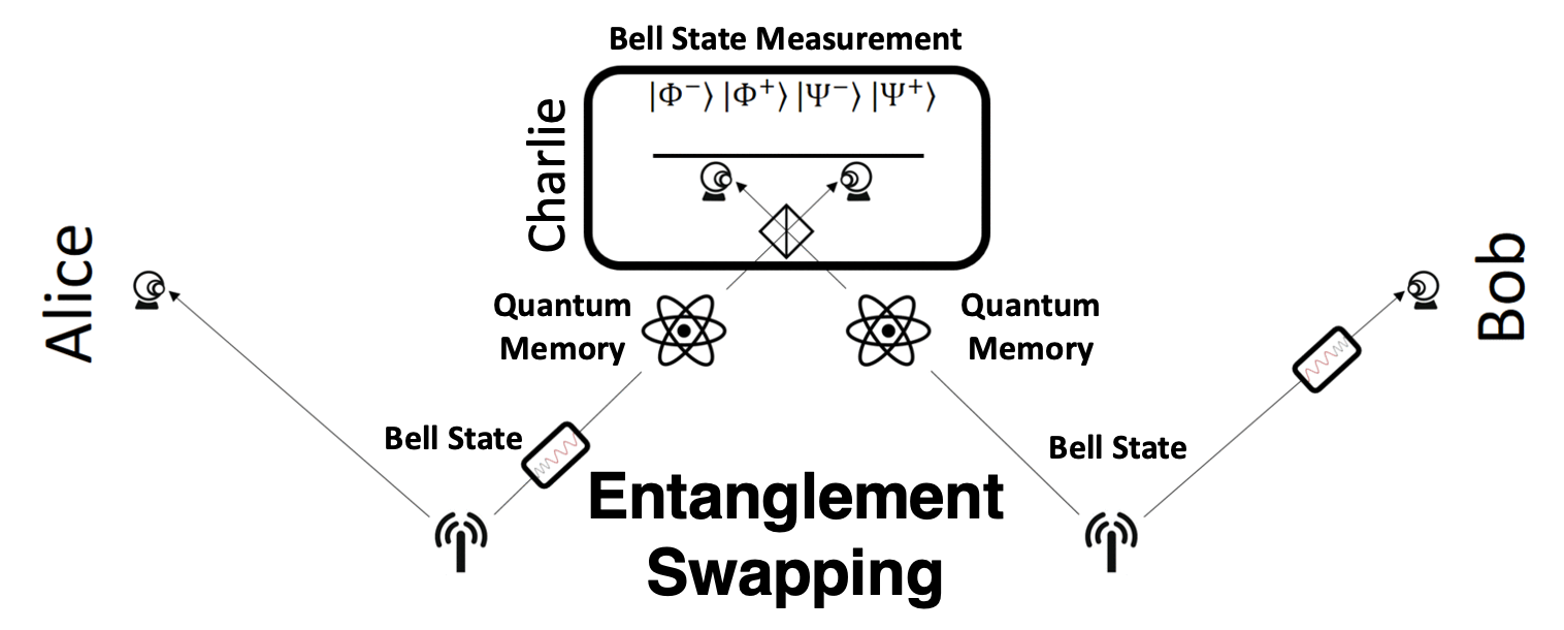 Bell State Measurement
|Φ⁻⟩ |Φ⁺⟩ |Ψ⁻⟩ |Ψ⁺⟩
Charlie
Alice
Bob
Quantum
Memory
Quantum
Memory
Bell State
Bell State
Entanglement
Swapping